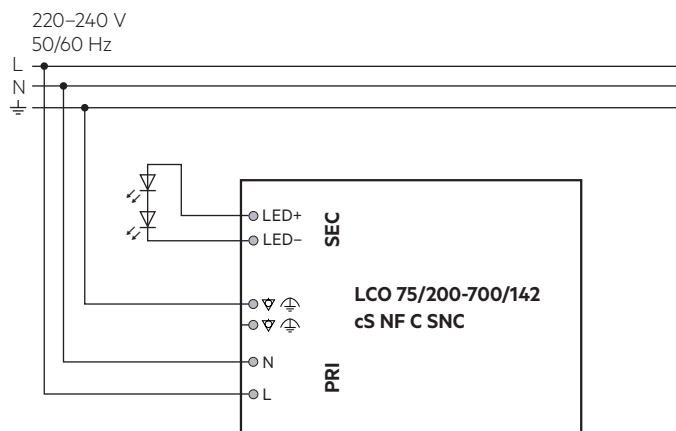 220–240 V
50/60 Hz
L
N
LED+
LED–
SEC
LCO 75/200-700/142
cS NF C SNC
N
PRI
L